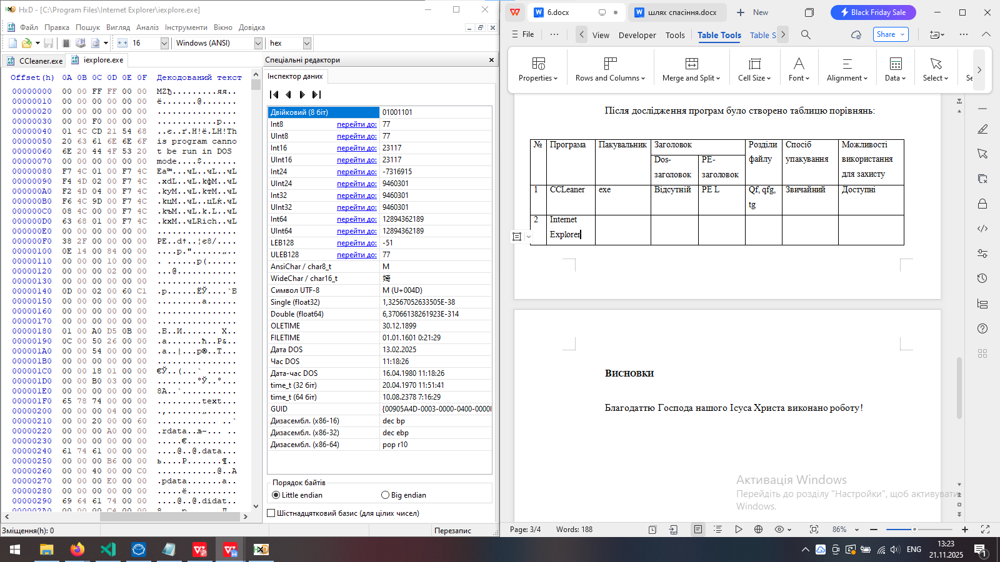 HxD - [C:\Program Files\Internet Explorer\iexplore.exe]
Файл Правка Пошук Вигляд Аналіз Інструменти Вікно Довідка
16 Windows (ANSI) hex
CCleaner.exe iexplore.exe
Offset(h) 0A 0B 0C 0D 0E 0F Декодований текст
00000000 00 00 FF FF 00 00 MZђ.........яя..
00000010 00 00 00 00 00 00 ё.......@.......
00000020 00 00 00 00 00 00 ................
00000030 00 00 F0 00 00 00 ............р...
00000040 01 4C CD 21 54 68 ..є..ґ.Н!ё.LН!Th
00000050 20 63 61 6E 6E 6F is program canno
00000060 6E 20 44 4F 53 20 t be run in DOS
00000070 00 00 00 00 00 00 mode....$.......
00000080 F7 4C 01 00 F7 4C
00000090 F4 4D 02 00 F7 4C
000000A0 F2 4D 04 00 F7 4C
000000B0 F6 4C 9D 00 F7 4C
000000C0 08 4C 00 00 F7 4C
000000D0 63 68 01 00 F7 4C .kхM..чLRich..чL
000000E0 00 00 00 00 00 00 ................
000000F0 38 2F 00 00 00 00 PE..d†..¦є8/....
00000100 0E 14 00 84 00 00 ....р."......„..
00000110 00 00 00 10 00 00 . ......р(......
00000120 00 00 00 02 00 00 ...@............
00000130 00 00 00 00 00 00 ................
00000140 0D 00 02 00 60 C1 .р......ЁЎ....`Б
00000150 00 00 00 00 00 00 .........а......
00000160 00 00 00 00 00 00 ................
00000170 00 00 00 00 00 00 ................
00000180 01 00 A0 D5 0B 00 .Б..И....... Х..
00000190 0C 00 50 26 00 00 .а.......ћ..P&..
000001A0 00 00 54 00 00 00 .а..|...р®..T...
000001B0 00 00 00 00 00 00 ................
000001C0 00 00 18 01 00 00 €Ў..(...` ......
000001D0 00 00 B0 03 00 00 ........°Ў..°...
000001E0 00 00 00 00 00 00 8А..`...........
000001F0 65 78 74 00 00 00 .........text...
00000200 00 00 00 04 00 00 .,.......„......
00000210 00 00 20 00 00 60 ............ ..`
00000220 00 00 00 A0 00 00 .rdata..љ–... ..
00000230 00 00 00 00 00 00 .....€..........
00000240 61 74 61 00 00 00 ....@..@.data...
00000250 00 00 00 B6 00 00 ь....P.......¶..
00000260 00 00 40 00 00 C0 ............@..А
00000270 00 00 00 E0 00 00 .pdata.......а..
00000280 00 00 00 00 00 00 .....ё..........
00000290 69 64 61 74 00 00 ....@..@.didat..
Зміщення(h): 0 Перезапис
Спеціальні редактори
Інспектор даних
Двійковий (8 біт) 01001101
Int8 перейти до: 77
UInt8 перейти до: 77
Int16 перейти до: 23117
UInt16 перейти до: 23117
Int24 перейти до: -7316915
UInt24 перейти до: 9460301
Int32 перейти до: 9460301
UInt32 перейти до: 9460301
Int64 перейти до: 12894362189
UInt64 перейти до: 12894362189
LEB128 перейти до: -51
ULEB128 перейти до: 77
AnsiChar / char8_t M
WideChar / char16_t 婍
Символ UTF-8 M (U+004D)
Single (float32) 1,32567052633505E-38
Double (float64) 6,37066138261923E-314
OLETIME 30.12.1899
FILETIME 01.01.1601 0:21:29
Дата DOS 13.02.2025
Час DOS 11:18:26
Дата-час DOS 16.04.1980 11:18:26
time_t (32 біт) 20.04.1970 11:51:41
time_t (64 біт) 10.08.2378 7:16:29
GUID {00905A4D-0003-0000-0400-0000
Дизасембл. (x86-16) dec bp
Дизасембл. (x86-32) dec ebp
Дизасембл. (x86-64) pop r10
Порядок байтів
Little endian Big endian
Шістнадцятковий базис (для цілих чисел)
6.docx шлях спасіння.docx New Black Friday Sale
File View Developer Tools Table Tools Table S Share
Properties Rows and Columns Merge and Split Cell Size Font Alignment Data Select Se
Після дослідження програм було створено таблицю порівнянь:
№ Програма Пакувальник Заголовок Розділи файлу Спосіб упакування Можливості використання для захисту
Dos-заголовок PE-заголовок
1 CCLeaner exe Відсутній PE L Qf, qfg, tg Звичайний Доступні
2 Internet Explorer
Висновки
Благодаттю Господа нашого Ісуса Христа виконано роботу!
Активація Windows
Перейдіть до розділу "Настройки", щоб активувати
Windows.
Page: 3/4 Words: 188 86%
ENG 13:23
21.11.2025
1